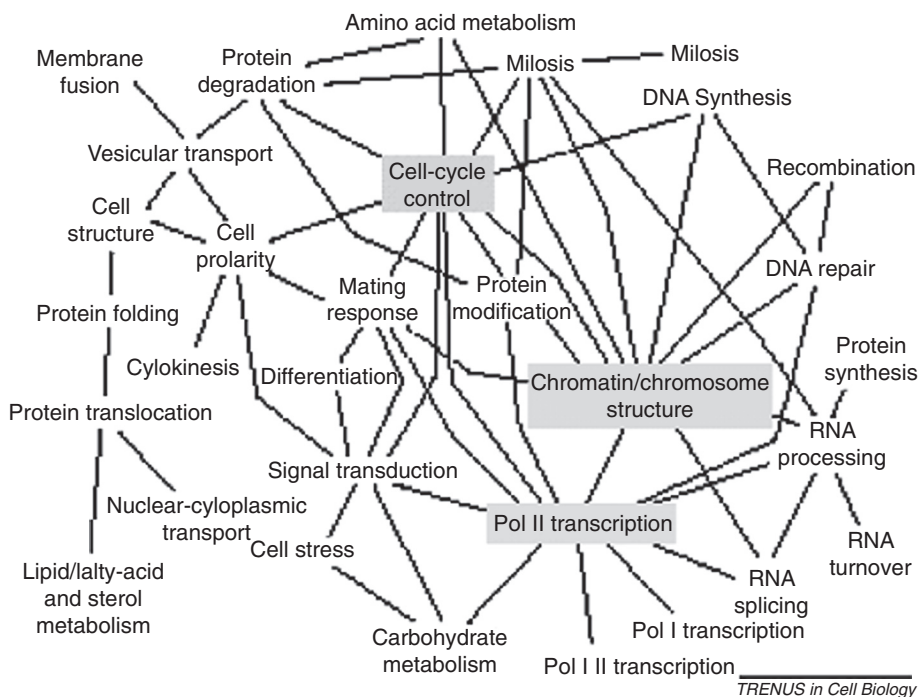 Amino acid metabolism
Membrane
fusion
Protein
degradation
Milosis
Milosis
DNA Synthesis
Vesicular transport
Cell-cycle
control
Recombination
Cell
structure
Cell
prolarity
DNA repair
Mating
response
Protein
modification
Protein folding
Cylokinesis
Differentiation
Protein
synthesis
Chromatin/chromosome
structure
Protein translocation
RNA
processing
Signal transduction
Nuclear-cyloplasmic
transport
Pol II transcription
Cell stress
RNA
turnover
Lipid/lalty-acid
and sterol
metabolism
RNA
splicing
Carbohydrate
metabolism
Pol I transcription
Pol I II transcription
TRENUS in Cell Biology